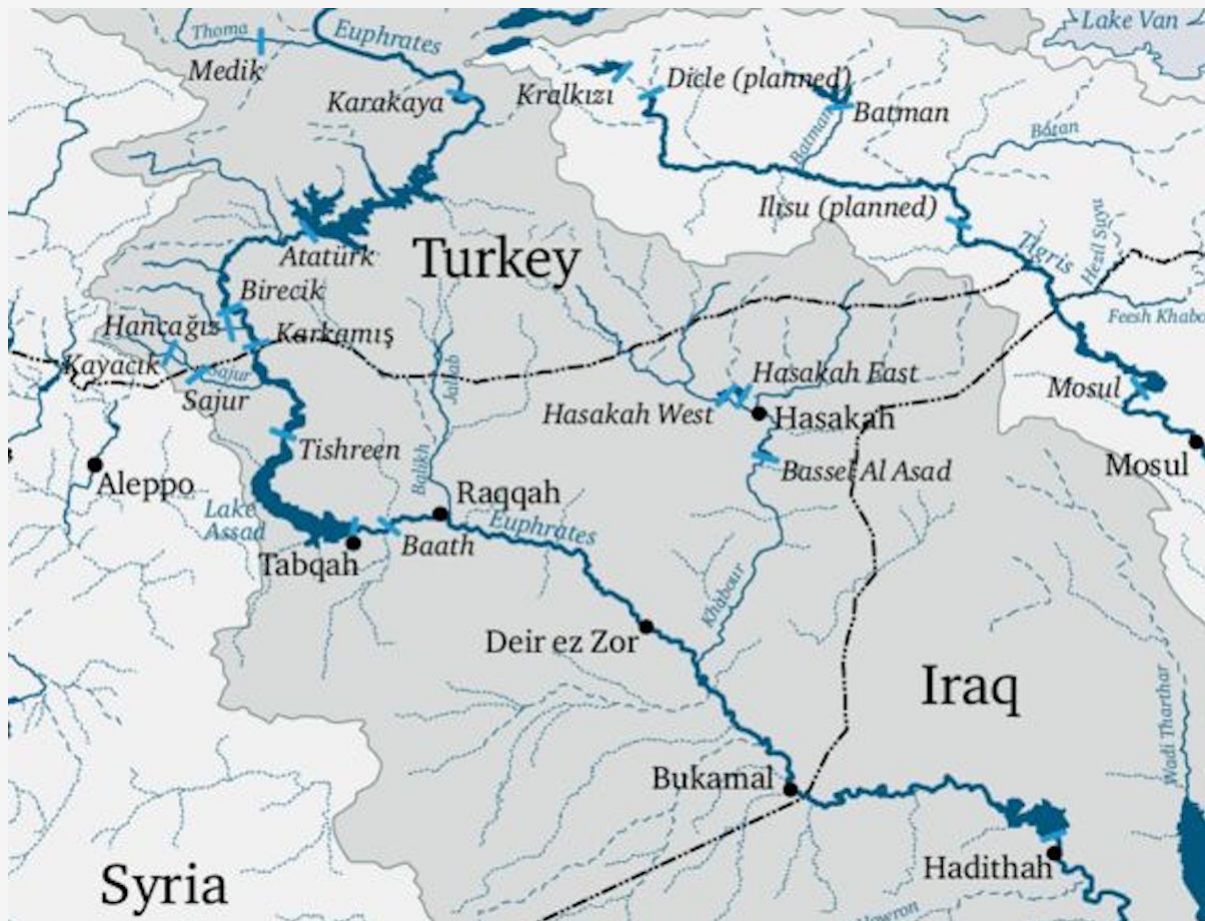 Lake Van
Thoma
Euphrates
Medik
Karakaya
Kralkızı
Dicle (planned)
Batman
Batman
Botan
Ilısu (planned)
Hezil Suyu
Tigris
Turkey
Atatürk
Birecik
Hancağız
Karkamış
Feesh Khabo
Kayacık
Sajur
Sajur
Jallab
Hasakah East
Hasakah West
Hasakah
Mosul
Mosul
Tishreen
Bassel Al Asad
Aleppo
Balikh
Raqqah
Lake
Assad
Euphrates
Baath
Tabqah
Khabour
Deir ez Zor
Iraq
Wadi Tharthar
Bukamal
Hadithah
Syria